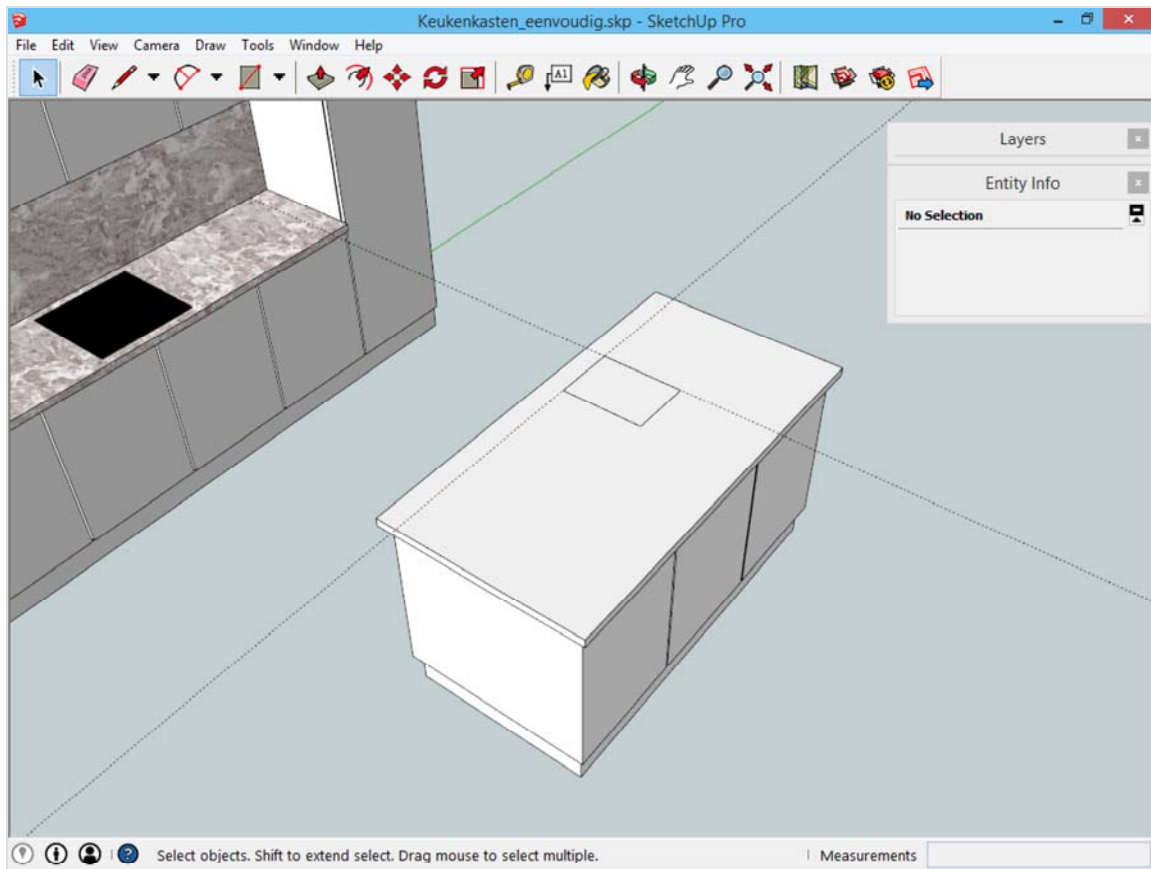 Keukenkasten_eenvoudig.skp - SketchUp Pro
File Edit View Camera Draw Tools Window Help
A1
Layers
Entity Info
No Selection
Select objects. Shift to extend select. Drag mouse to select multiple.
Measurements